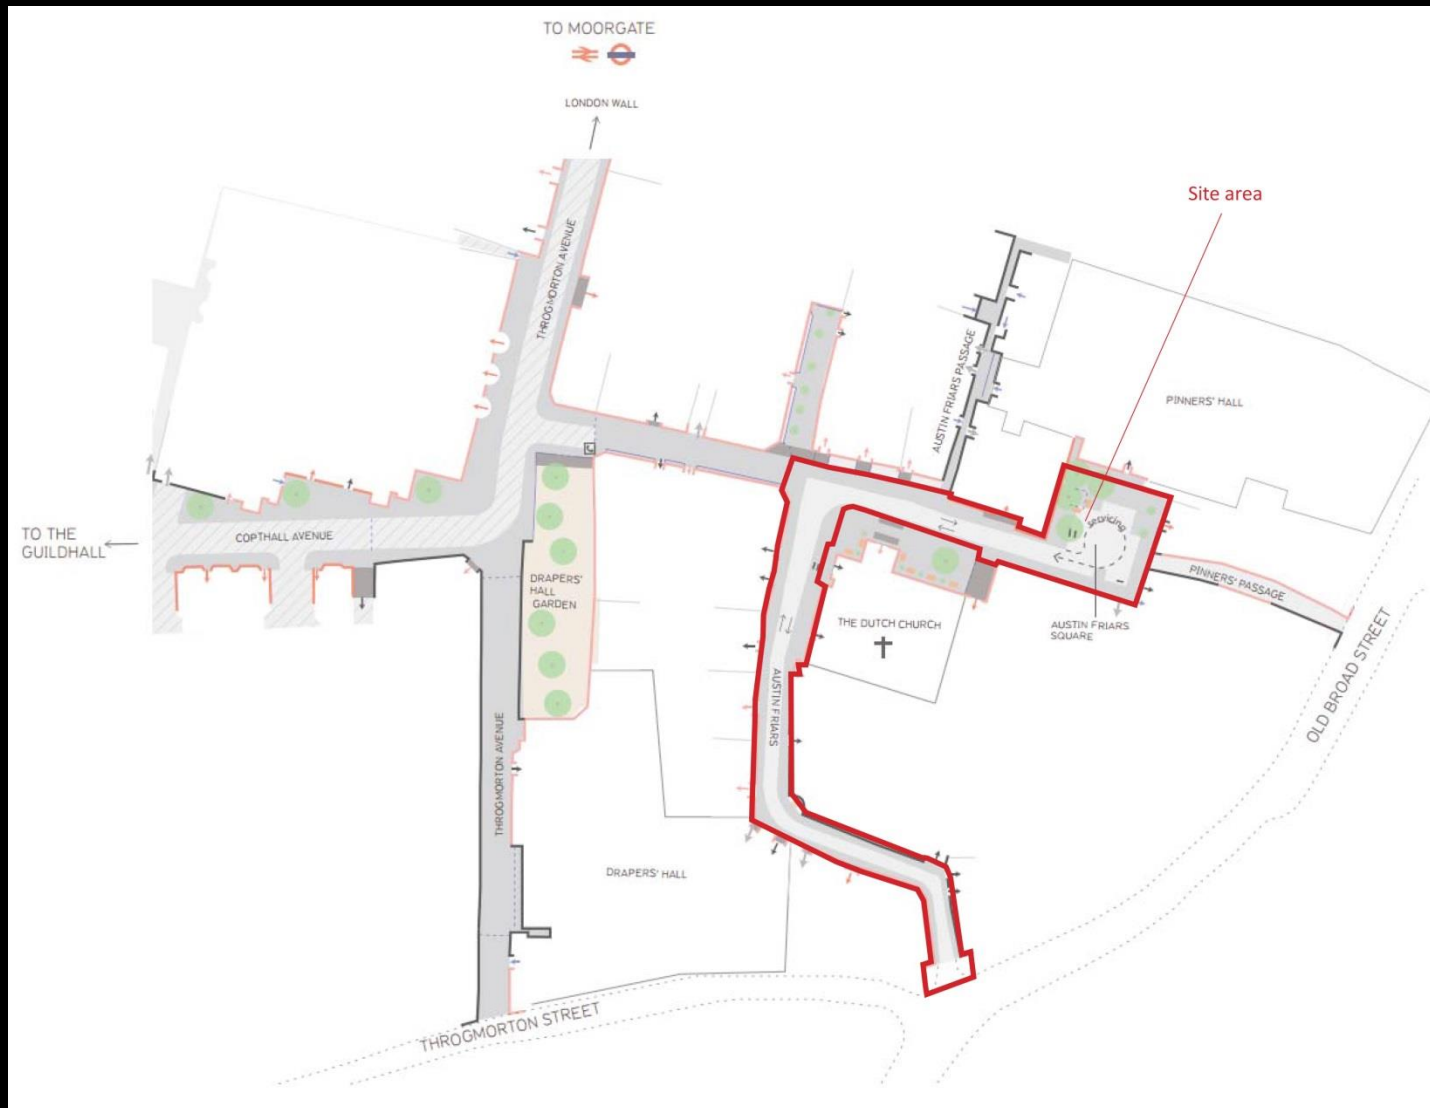 TO MOORGATE
LONDON WALL
Site area
THROGMORTON AVENUE
AUSTIN FRIARS PASSAGE
PINNERS' HALL
TO THE
GUILDHALL
COPTHALL AVENUE
servicing
DRAPERS'
HALL
GARDEN
PINNERS' PASSAGE
THE DUTCH CHURCH
AUSTIN FRIARS
SQUARE
AUSTIN FRIARS
OLD BROAD STREET
THROGMORTON AVENUE
DRAPERS' HALL
THROGMORTON STREET